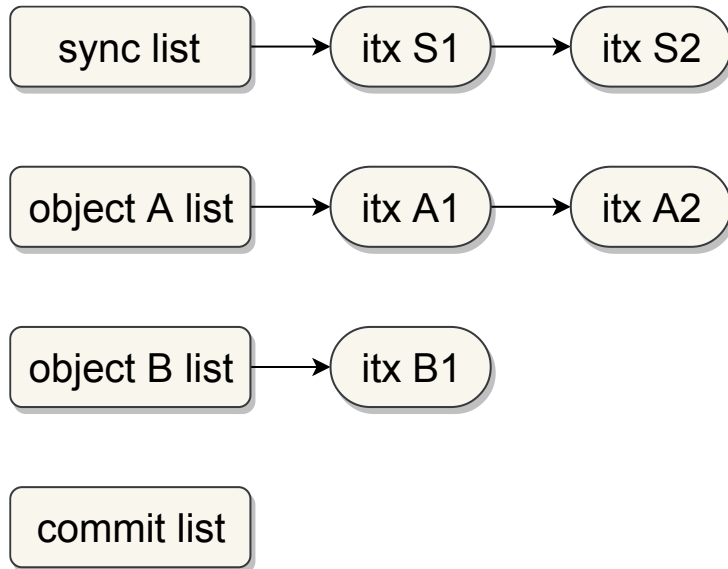 sync list itx S1 itx S2
object A list itx A1 itx A2
object B list itx B1
commit list